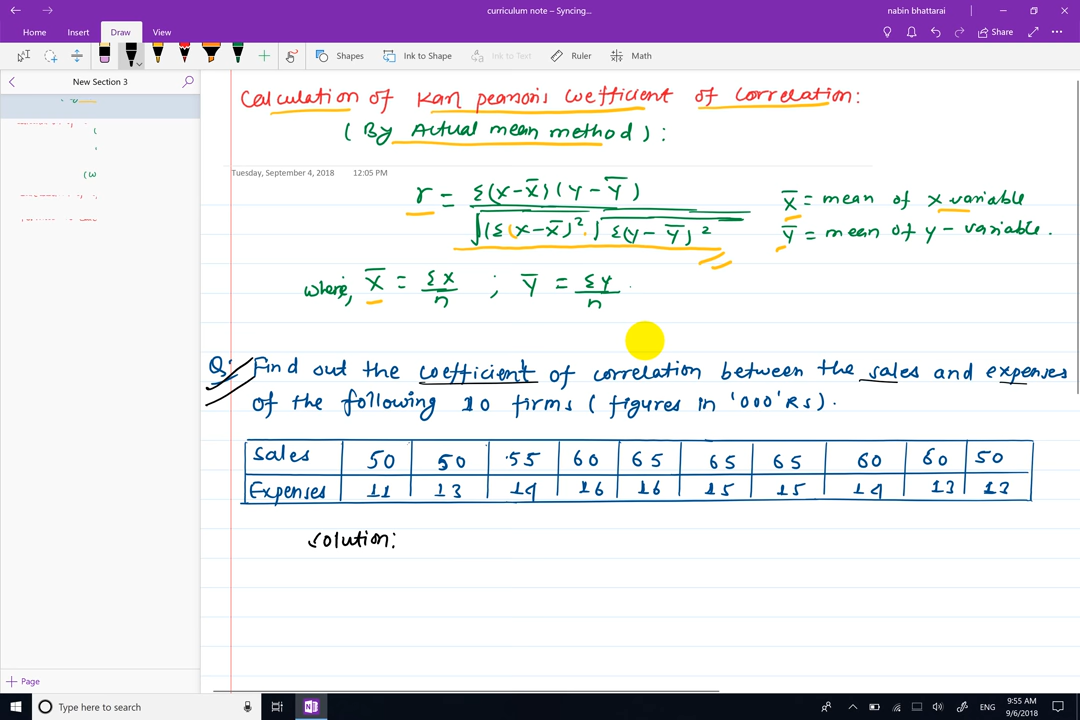 curriculum note – Syncing...
nabin bhattarai
Home Insert Draw View
Share
Shapes Ink to Shape Ink to Text Ruler Math
New Section 3
Calculation of Karl pearson's coefficient of correlation:
(By Actual mean method):
Tuesday, September 4, 2018 12:05 PM
r = Σ(x-x̄)(y-ȳ) / √(Σ(x-x̄)² . √Σ(y-ȳ)²
x̄ = mean of x variable
ȳ = mean of y-variable.
where, x̄ = Σx/n ; ȳ = Σy/n .
Q: Find out the coefficient of correlation between the sales and expenses
of the following 10 firms (figures in '000' RS).
Sales 50 50 55 60 65 65 65 60 60 50
Expenses 11 13 14 16 16 15 15 14 13 13
Solution:
+ Page
Type here to search
ENG
9:55 AM
9/6/2018